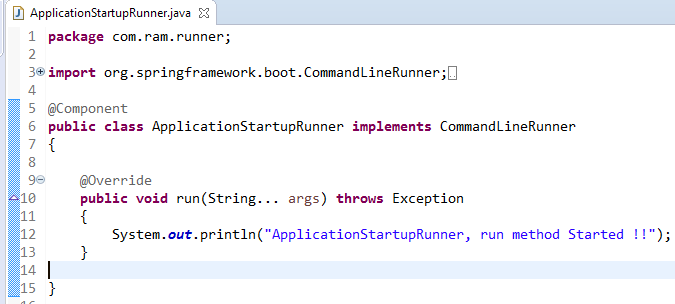 ApplicationStartupRunner.java
1 package com.ram.runner;
2
3 import org.springframework.boot.CommandLineRunner;
4
5 @Component
6 public class ApplicationStartupRunner implements CommandLineRunner
7 {
8
9     @Override
10     public void run(String... args) throws Exception
11     {
12         System.out.println("ApplicationStartupRunner, run method Started !!");
13     }
14
15 }
16